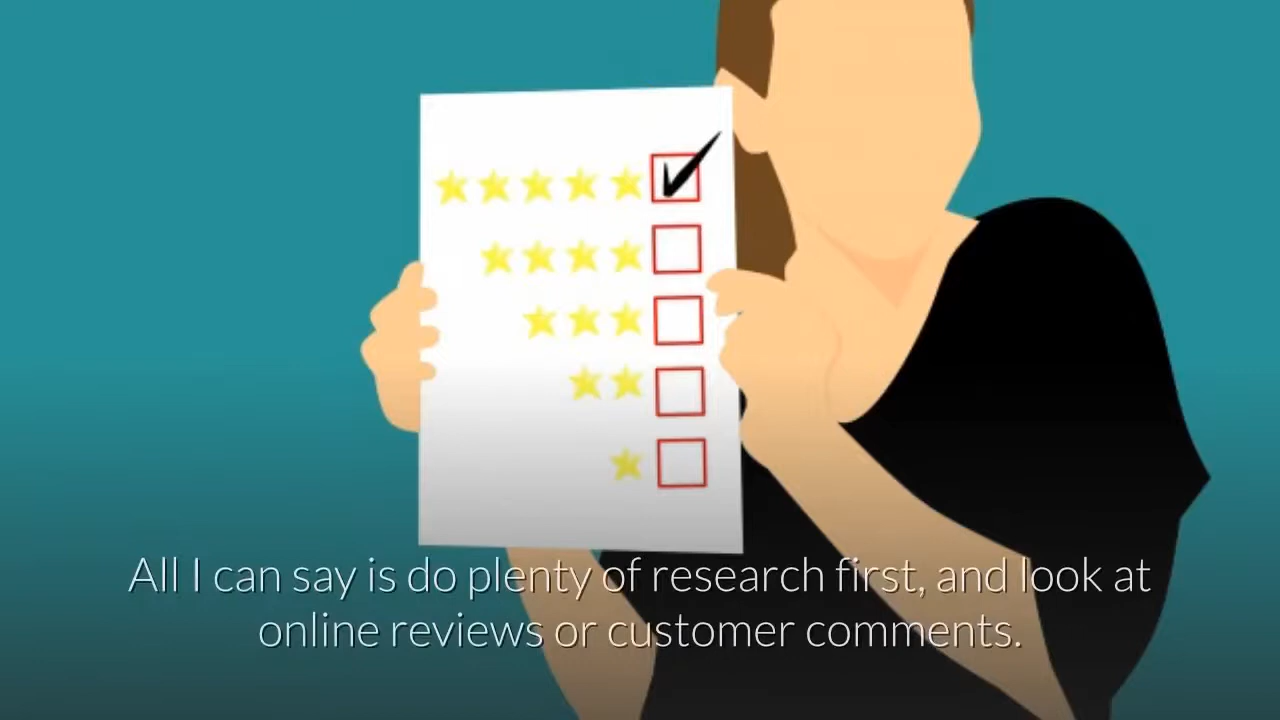 All I can say is do plenty of research first, and look at
online reviews or customer comments.